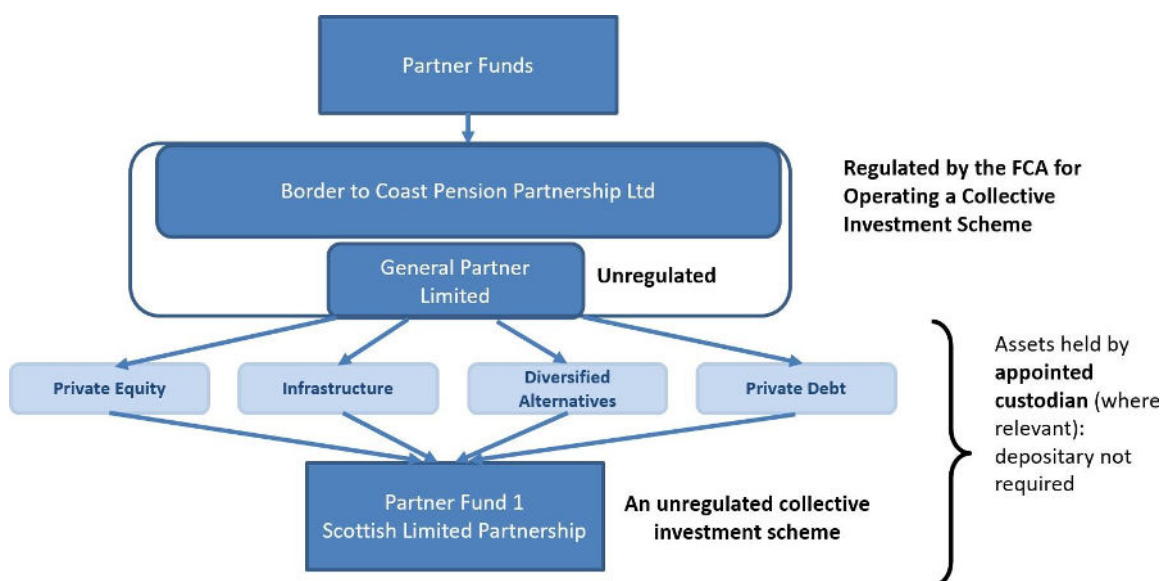 Partner Funds
Border to Coast Pension Partnership Ltd
Regulated by the FCA for
Operating a Collective
Investment Scheme
General Partner
Limited
Unregulated
Private Equity
Infrastructure
Diversified
Alternatives
Private Debt
Assets held by
appointed
custodian (where
relevant):
depositary not
required
Partner Fund 1
Scottish Limited Partnership
An unregulated collective
investment scheme